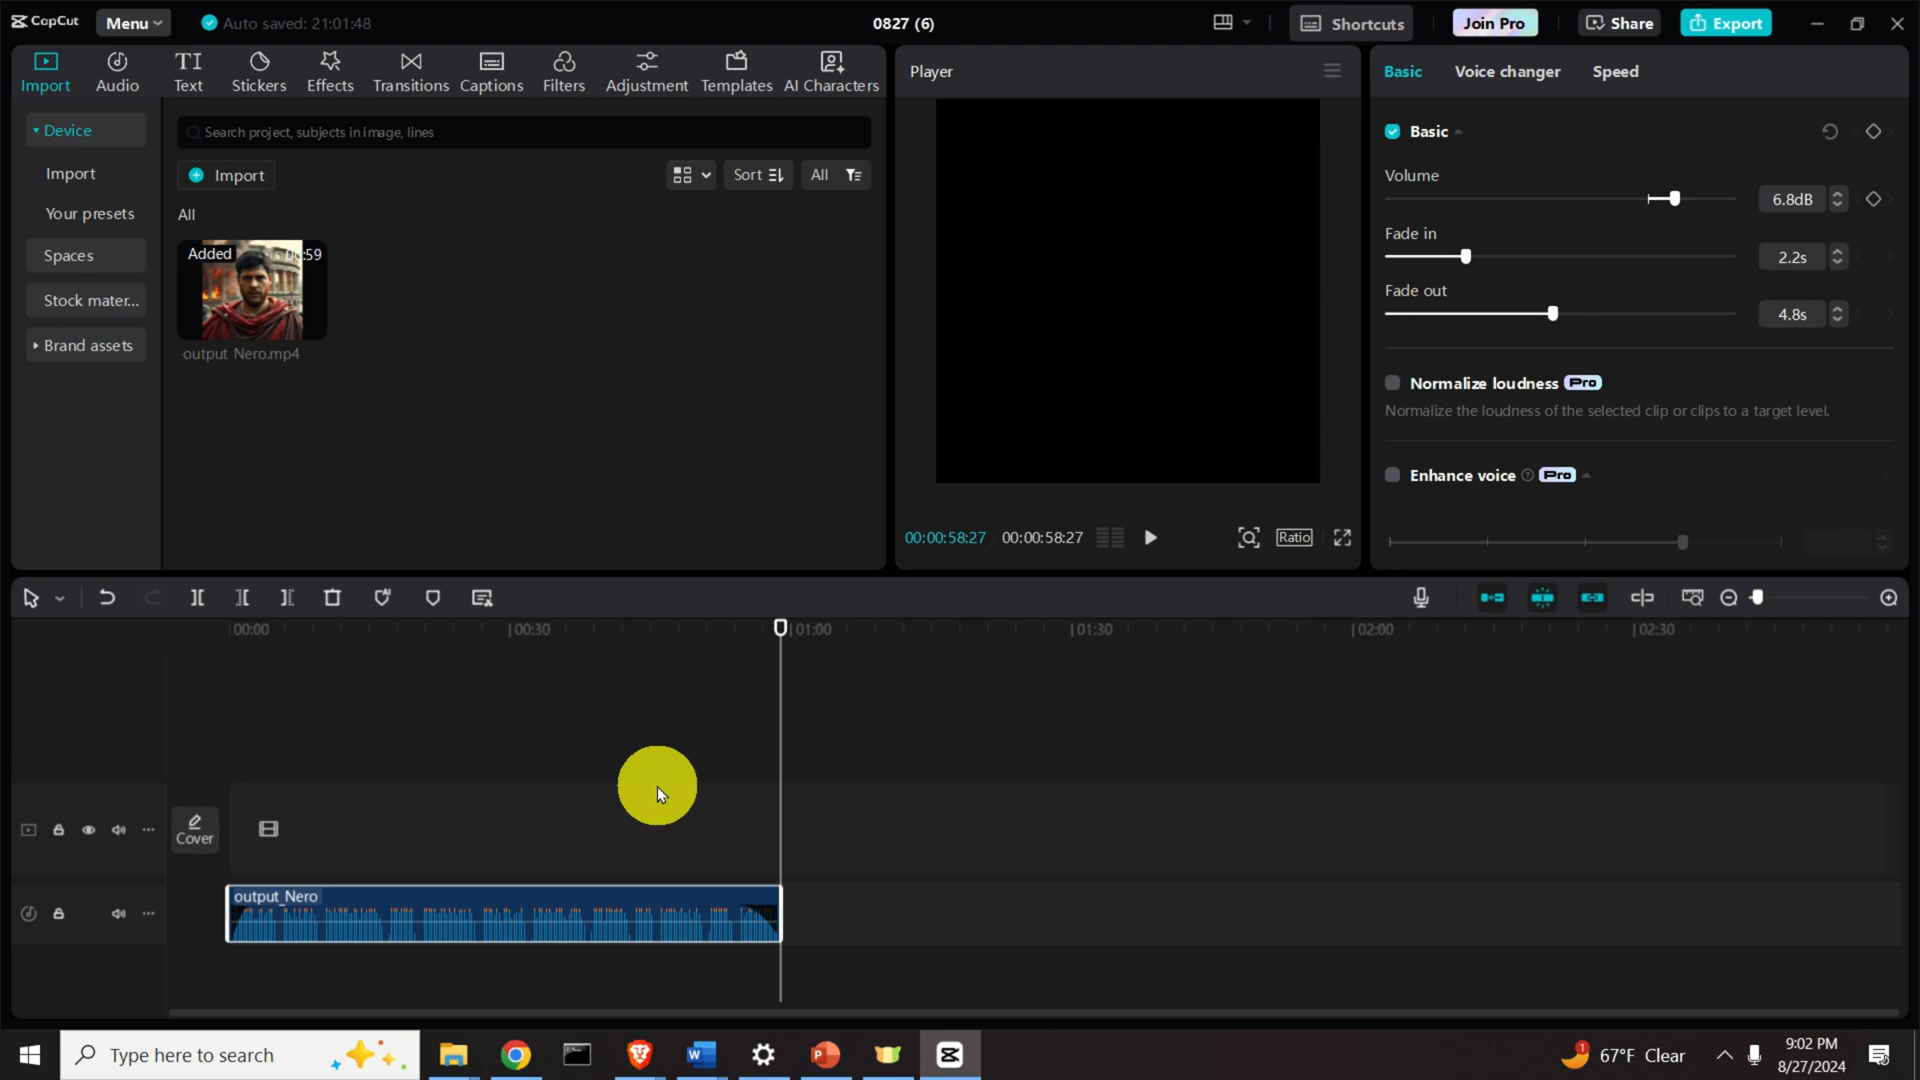 CapCut
Menu
Auto saved: 21:01:48
0827 (6)
Shortcuts
Join Pro
Share
Export
Import
Audio
TI
Text
Stickers
Effects
Transitions
Captions
Filters
Adjustment
Templates
AI Characters
Device
Import
Your presets
Spaces
Stock mater...
Brand assets
Search project, subjects in image, lines
Import
Sort
All
All
Added
00:59
output Nero.mp4
Player
00:00:58:27
00:00:58:27
Ratio
Basic
Voice changer
Speed
Basic
Volume
6.8dB
Fade in
2.2s
Fade out
4.8s
Normalize loudness Pro
Normalize the loudness of the selected clip or clips to a target level.
Enhance voice Pro
00:00
00:30
01:00
01:30
02:00
02:30
Cover
output_Nero
Type here to search
1
67°F Clear
9:02 PM
8/27/2024